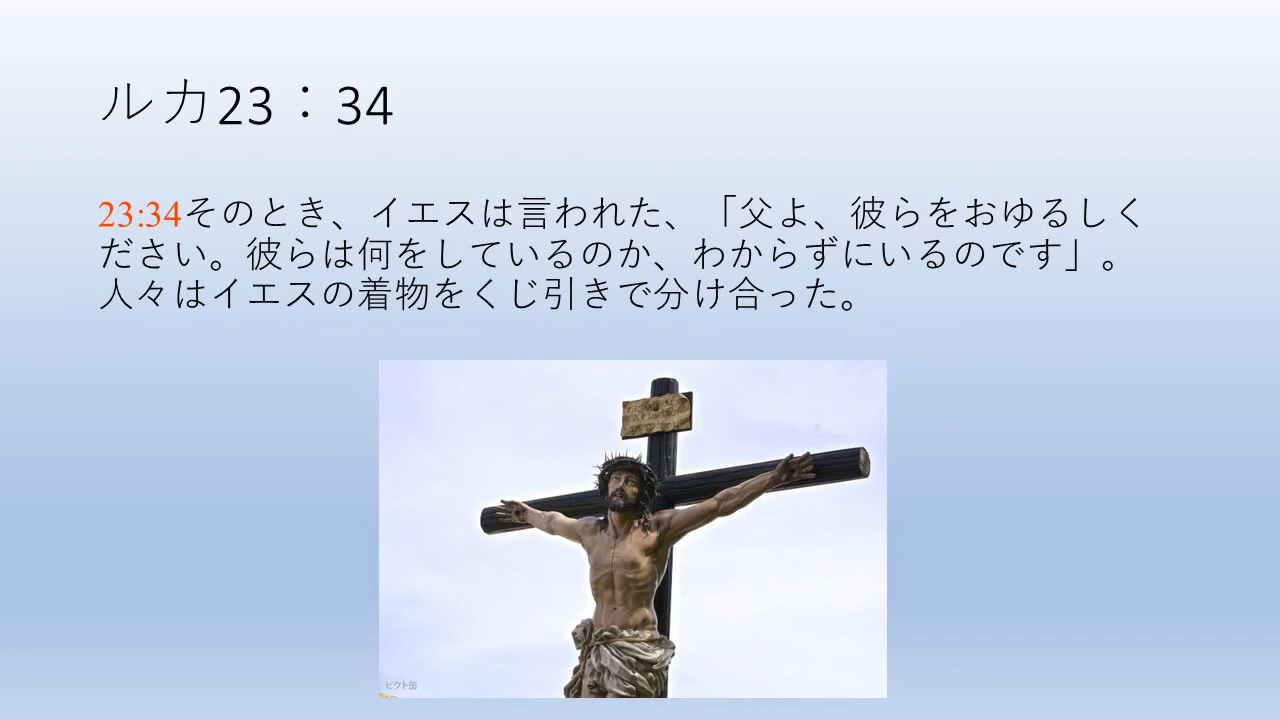 ルカ23：34
23:34そのとき、イエスは言われた、「父よ、彼らをおゆるしく
ださい。彼らは何をしているのか、わからずにいるのです」。
人々はイエスの着物をくじ引きで分け合った。
ピクト缶